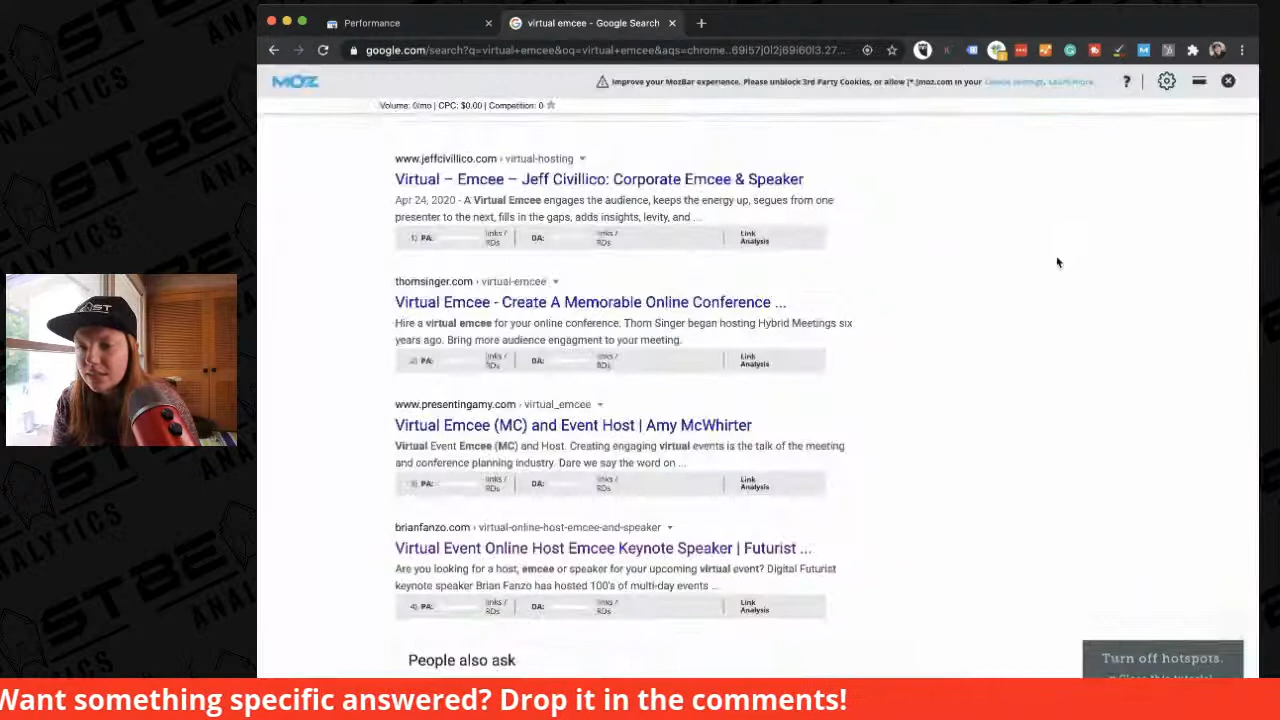 Performance
virtual emcee - Google Search
google.com/search?q=virtual+emcee&oq=virtual+emcee&aqs=chrome..69i57j0l2j69i60l3.27...
MOZ
Improve your MozBar experience. Please unblock 3rd Party Cookies, or allow [*.]moz.com in your Cookie settings. Learn more.
Volume: 0/mo | CPC: $0.00 | Competition: 0
www.jeffcivillico.com › virtual-hosting
Virtual – Emcee – Jeff Civillico: Corporate Emcee & Speaker
Apr 24, 2020 - A Virtual Emcee engages the audience, keeps the energy up, segues from one
presenter to the next, fills in the gaps, adds insights, levity, and ...
1) PA: links / RDs DA: links / RDs Link Analysis
thomsinger.com › virtual-emcee
Virtual Emcee - Create A Memorable Online Conference ...
Hire a virtual emcee for your online conference. Thom Singer began hosting Hybrid Meetings six
years ago. Bring more audience engagment to your meeting.
2) PA: links / RDs DA: links / RDs Link Analysis
www.presentingamy.com › virtual_emcee
Virtual Emcee (MC) and Event Host | Amy McWhirter
Virtual Event Emcee (MC) and Host. Creating engaging virtual events is the talk of the meeting
and conference planning industry. Dare we say the word on ...
3) PA: links / RDs DA: links / RDs Link Analysis
brianfanzo.com › virtual-online-host-emcee-and-speaker
Virtual Event Online Host Emcee Keynote Speaker | Futurist ...
Are you looking for a host, emcee or speaker for your upcoming virtual event? Digital Futurist
keynote speaker Brian Fanzo has hosted 100's of multi-day events ...
4) PA: links / RDs DA: links / RDs Link Analysis
People also ask
Turn off hotspots.
Want something specific answered? Drop it in the comments!